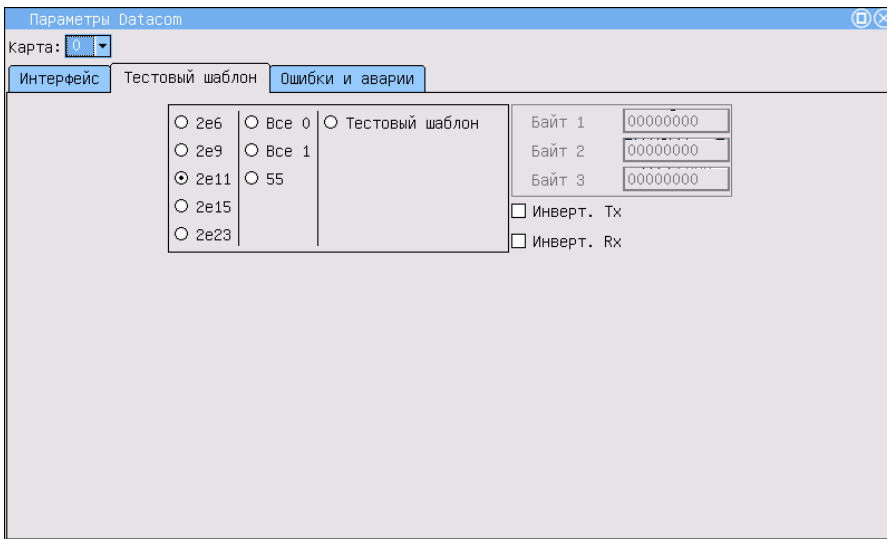 Параметры Datacom
Карта: 0
Интерфейс Тестовый шаблон Ошибки и аварии
2e6 Все 0 Тестовый шаблон Байт 1 00000000
2e9 Все 1 Байт 2 00000000
2e11 55 Байт 3 00000000
2e15 Инверт. Tx
2e23 Инверт. Rx